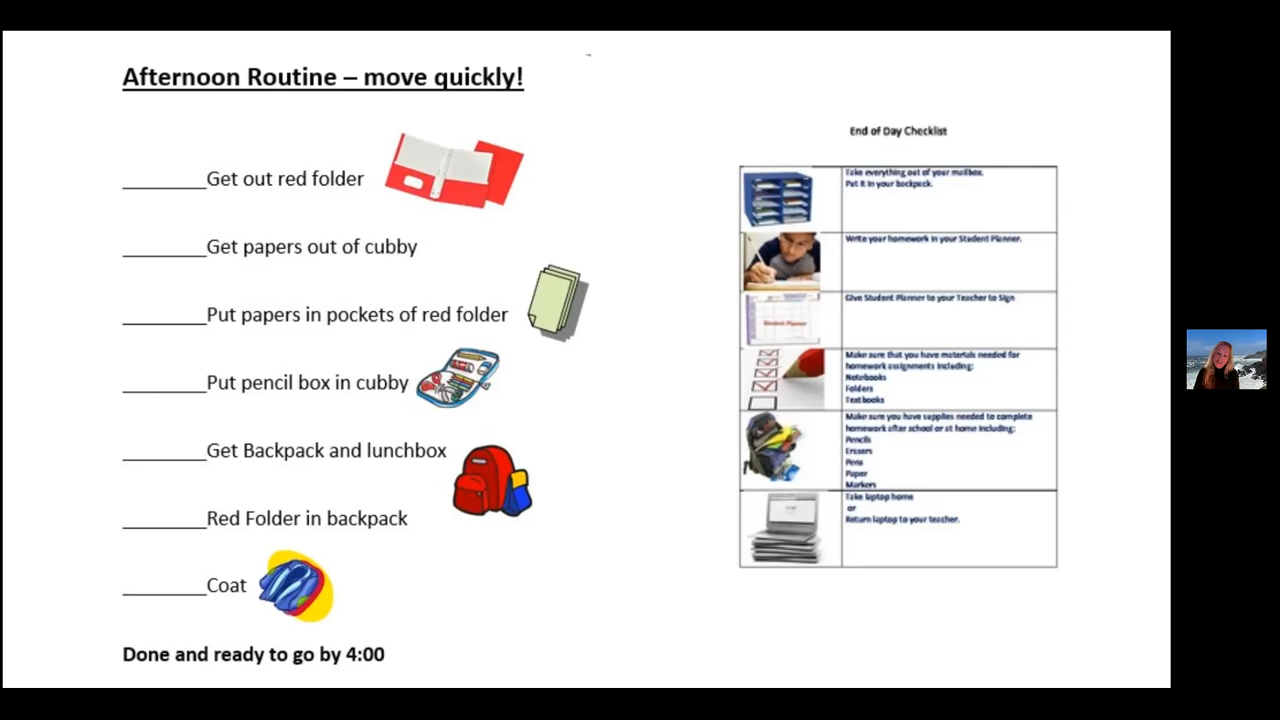 Afternoon Routine – move quickly!
________Get out red folder
________Get papers out of cubby
________Put papers in pockets of red folder
________Put pencil box in cubby
________Get Backpack and lunchbox
________Red Folder in backpack
________Coat
Done and ready to go by 4:00
End of Day Checklist
Take everything out of your mailbox.
Put it in your backpack.
Write your homework in your Student Planner.
Student Planner
Give Student Planner to your Teacher to Sign
Make sure that you have materials needed for
homework assignments including:
Notebooks
Folders
Textbooks
Make sure you have supplies needed to complete
homework after school or at home including:
Pencils
Erasers
Pens
Paper
Markers
Take laptop home
or
Return laptop to your teacher.